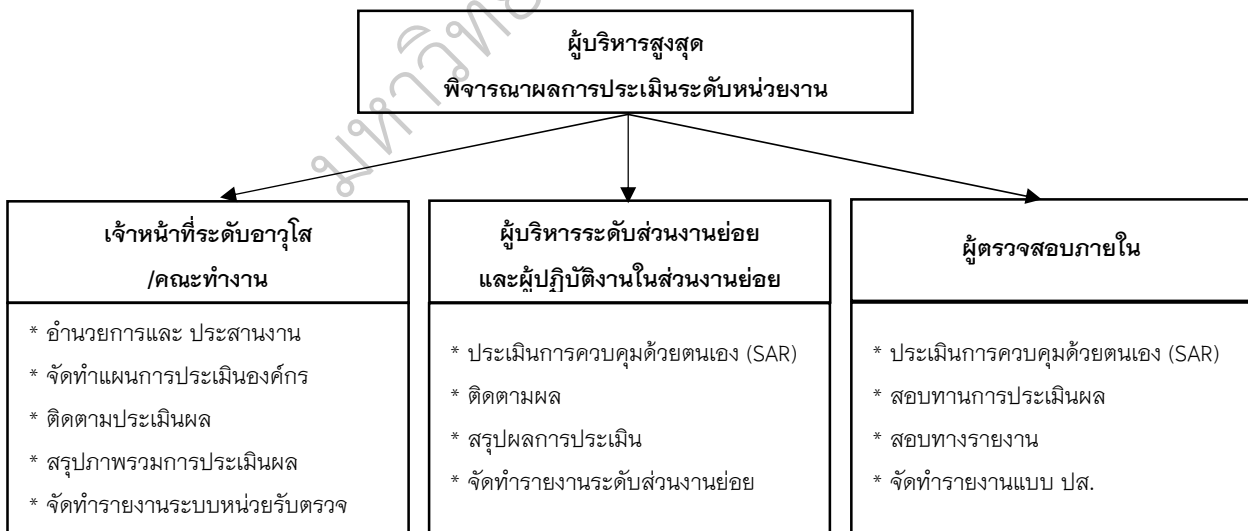 ผู้บริหารสูงสุด
พิจารณาผลการประเมินระดับหน่วยงาน
เจ้าหน้าที่ระดับอาวุโส
/คณะทำงาน
* อำนวยการและ ประสานงาน
* จัดทำแผนการประเมินองค์กร
* ติดตามประเมินผล
* สรุปภาพรวมการประเมินผล
* จัดทำรายงานระบบหน่วยรับตรวจ
ผู้บริหารระดับส่วนงานย่อย
และผู้ปฏิบัติงานในส่วนงานย่อย
* ประเมินการควบคุมด้วยตนเอง (SAR)
* ติดตามผล
* สรุปผลการประเมิน
* จัดทำรายงานระดับส่วนงานย่อย
ผู้ตรวจสอบภายใน
* ประเมินการควบคุมด้วยตนเอง (SAR)
* สอบทานการประเมินผล
* สอบทางรายงาน
* จัดทำรายงานแบบ ปส.